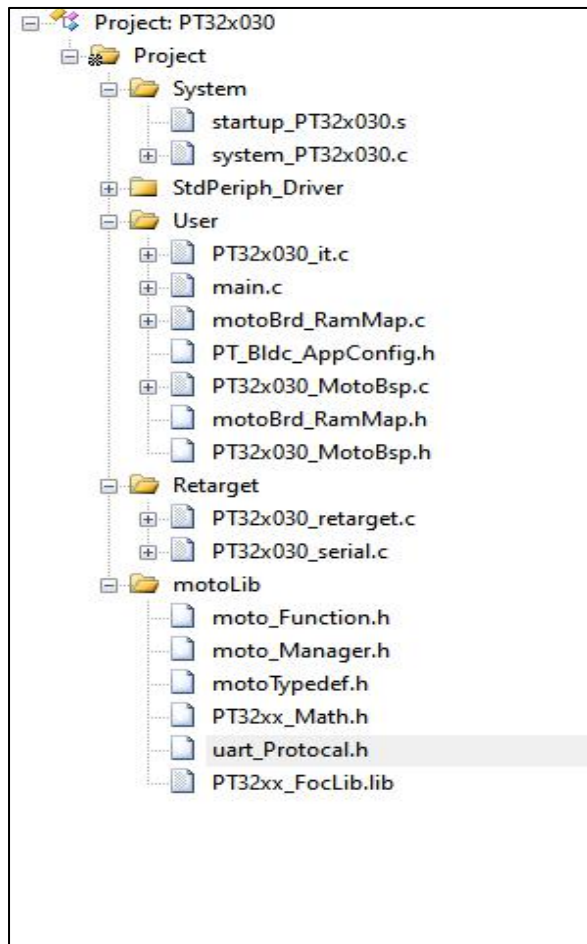 Project: PT32x030
Project
System
startup_PT32x030.s
system_PT32x030.c
StdPeriph_Driver
User
PT32x030_it.c
main.c
motoBrd_RamMap.c
PT_Bldc_AppConfig.h
PT32x030_MotoBsp.c
motoBrd_RamMap.h
PT32x030_MotoBsp.h
Retarget
PT32x030_retarget.c
PT32x030_serial.c
motoLib
moto_Function.h
moto_Manager.h
motoTypedef.h
PT32xx_Math.h
uart_Protocal.h
PT32xx_FocLib.lib